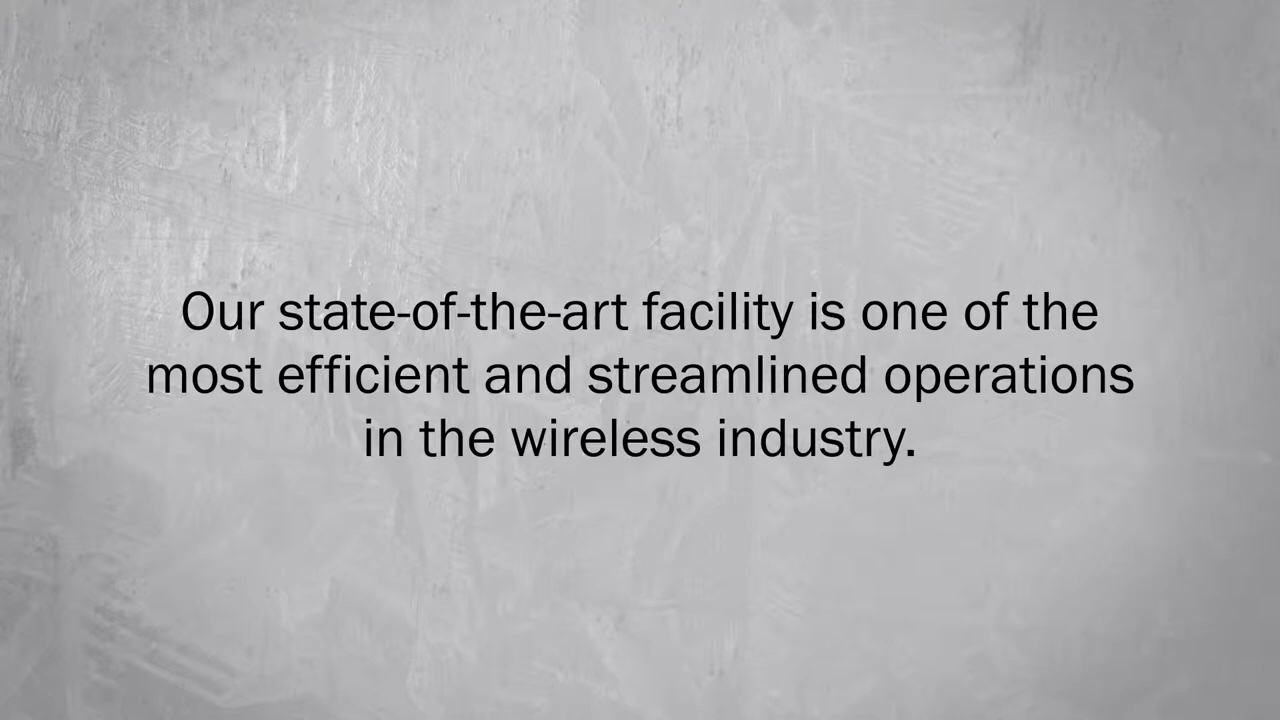 Our state-of-the-art facility is one of the
most efficient and streamlined operations
in the wireless industry.